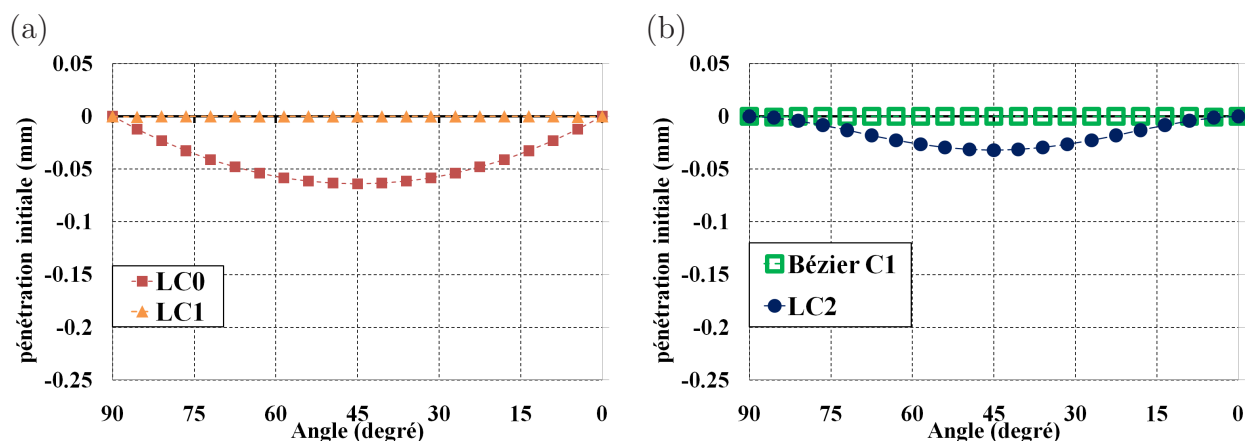 (a)
0.05
0
-0.05
-0.1
-0.15
-0.2
-0.25
pénétration initiale (mm)
LC0
LC1
90 75 60 45 30 15 0
Angle (degré)
(b)
0.05
0
-0.05
-0.1
-0.15
-0.2
-0.25
pénétration initiale (mm)
Bézier C1
LC2
90 75 60 45 30 15 0
Angle (degré)